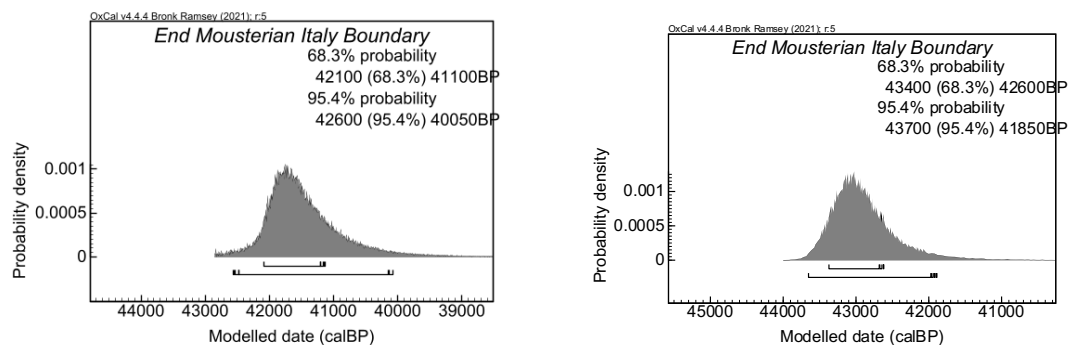 OxCal v4.4.4 Bronk Ramsey (2021); r:5
End Mousterian Italy Boundary
68.3% probability
42100 (68.3%) 41100BP
95.4% probability
42600 (95.4%) 40050BP
0.001
0.0005
0
Probability density
44000 43000 42000 41000 40000 39000
Modelled date (calBP)
OxCal v4.4.4 Bronk Ramsey (2021); r:5
End Mousterian Italy Boundary
68.3% probability
43400 (68.3%) 42600BP
95.4% probability
43700 (95.4%) 41850BP
0.001
0.0005
0
Probability density
45000 44000 43000 42000 41000
Modelled date (calBP)